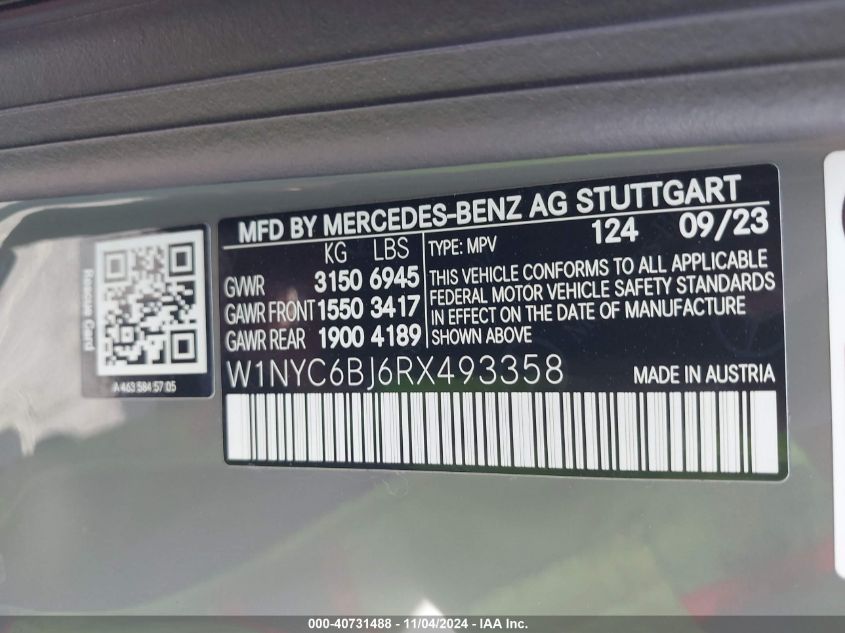 MFD BY MERCEDES-BENZ AG STUTTGART
124 09/23
KG LBS
GVWR 3150 6945
GAWR FRONT 1550 3417
GAWR REAR 1900 4189
TYPE: MPV
THIS VEHICLE CONFORMS TO ALL APPLICABLE
FEDERAL MOTOR VEHICLE SAFETY STANDARDS
IN EFFECT ON THE DATE OF MANUFACTURE
SHOWN ABOVE
W1NYC6BJ6RX493358
MADE IN AUSTRIA
Rescue Card
A 463 584 57 05
000-40731488 - 11/04/2024 - IAA Inc.